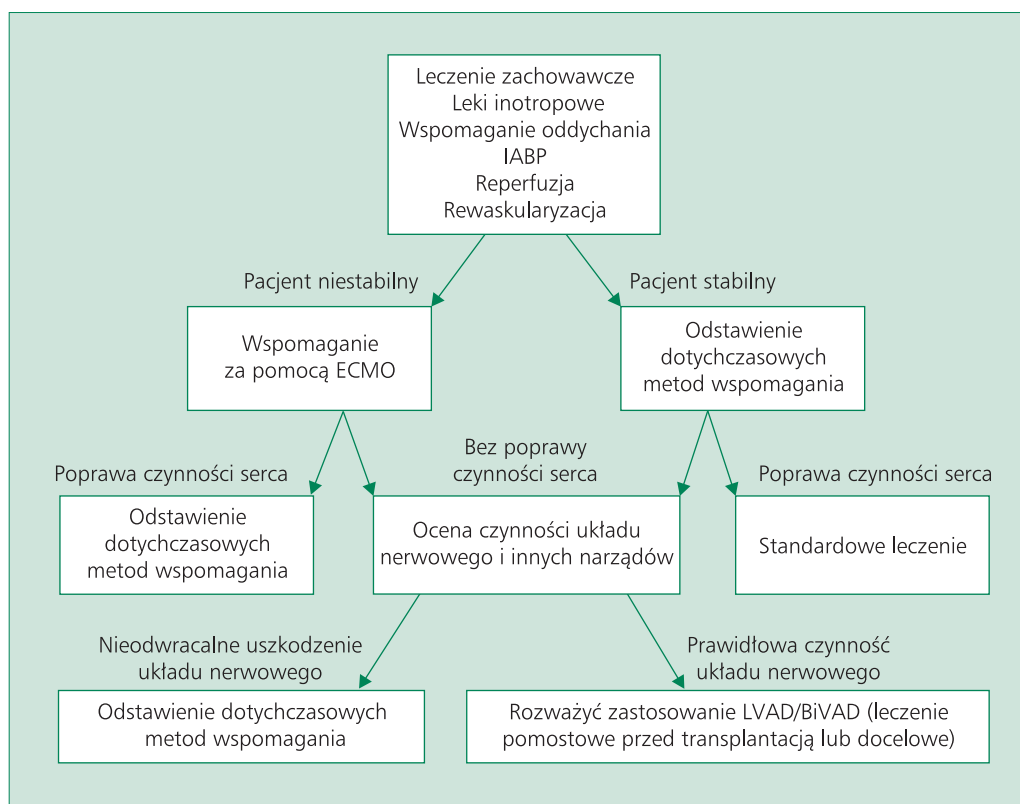 Leczenie zachowawcze
Leki inotropowe
Wspomaganie oddychania
IABP
Reperfuzja
Rewaskularyzacja
Pacjent niestabilny
Pacjent stabilny
Wspomaganie
za pomocą ECMO
Odstawienie
dotychczasowych
metod wspomagania
Poprawa czynności serca
Bez poprawy
czynności serca
Poprawa czynności serca
Odstawienie
dotychczasowych
metod wspomagania
Ocena czynności układu
nerwowego i innych narządów
Standardowe leczenie
Nieodwracalne uszkodzenie
układu nerwowego
Prawidłowa czynność
układu nerwowego
Odstawienie dotychczasowych
metod wspomagania
Rozważyć zastosowanie LVAD/BiVAD (leczenie
pomostowe przed transplantacją lub docelowe)